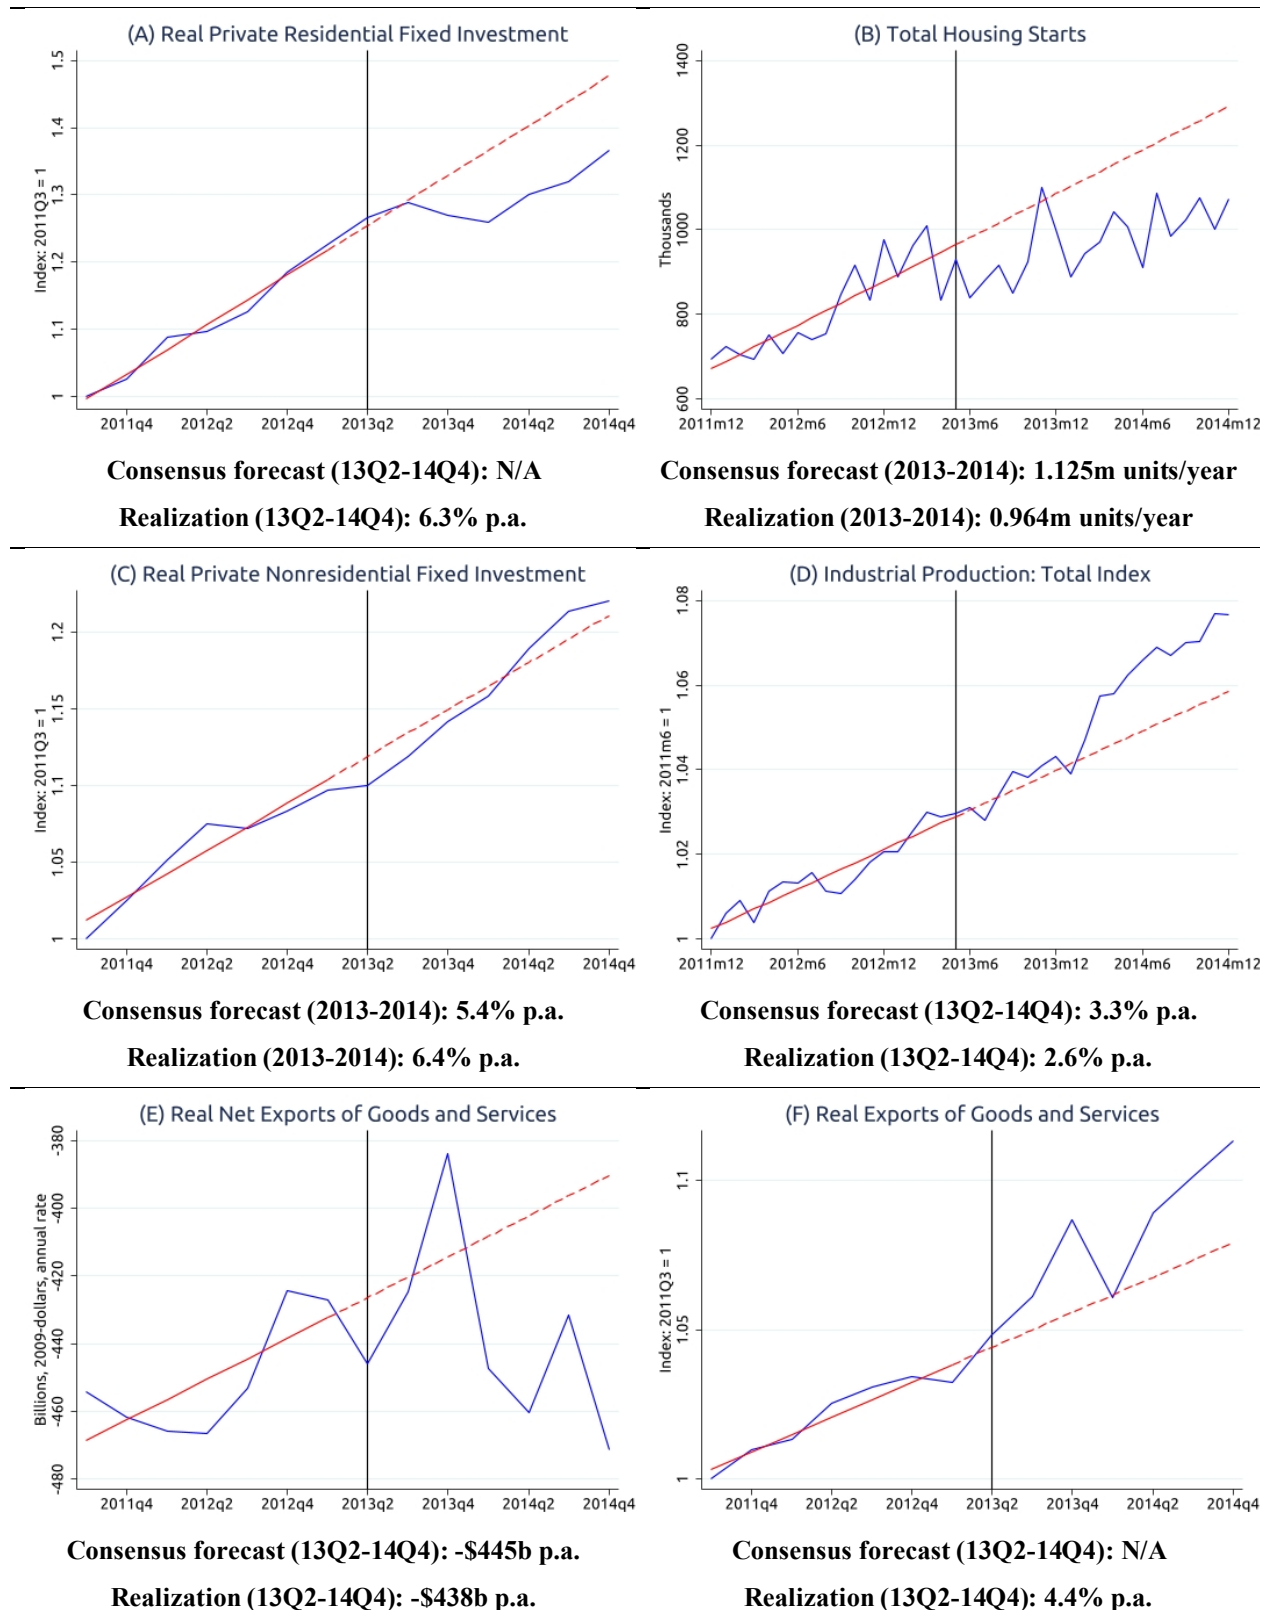 (A) Real Private Residential Fixed Investment
Index: 2011Q3 = 1
1.5
1.4
1.3
1.2
1.1
1
2011q4 2012q2 2012q4 2013q2 2013q4 2014q2 2014q4
Consensus forecast (13Q2-14Q4): N/A
Realization (13Q2-14Q4): 6.3% p.a.
(B) Total Housing Starts
Thousands
1400
1200
1000
800
600
2011m12 2012m6 2012m12 2013m6 2013m12 2014m6 2014m12
Consensus forecast (2013-2014): 1.125m units/year
Realization (2013-2014): 0.964m units/year
(C) Real Private Nonresidential Fixed Investment
Index: 2011Q3 = 1
1.2
1.15
1.1
1.05
1
2011q4 2012q2 2012q4 2013q2 2013q4 2014q2 2014q4
Consensus forecast (2013-2014): 5.4% p.a.
Realization (2013-2014): 6.4% p.a.
(D) Industrial Production: Total Index
Index: 2011m6 = 1
1.08
1.06
1.04
1.02
1
2011m12 2012m6 2012m12 2013m6 2013m12 2014m6 2014m12
Consensus forecast (13Q2-14Q4): 3.3% p.a.
Realization (13Q2-14Q4): 2.6% p.a.
(E) Real Net Exports of Goods and Services
Billions, 2009-dollars, annual rate
-380
-400
-420
-440
-460
-480
2011q4 2012q2 2012q4 2013q2 2013q4 2014q2 2014q4
Consensus forecast (13Q2-14Q4): -$445b p.a.
Realization (13Q2-14Q4): -$438b p.a.
(F) Real Exports of Goods and Services
Index: 2011Q3 = 1
1.1
1.05
1
2011q4 2012q2 2012q4 2013q2 2013q4 2014q2 2014q4
Consensus forecast (13Q2-14Q4): N/A
Realization (13Q2-14Q4): 4.4% p.a.